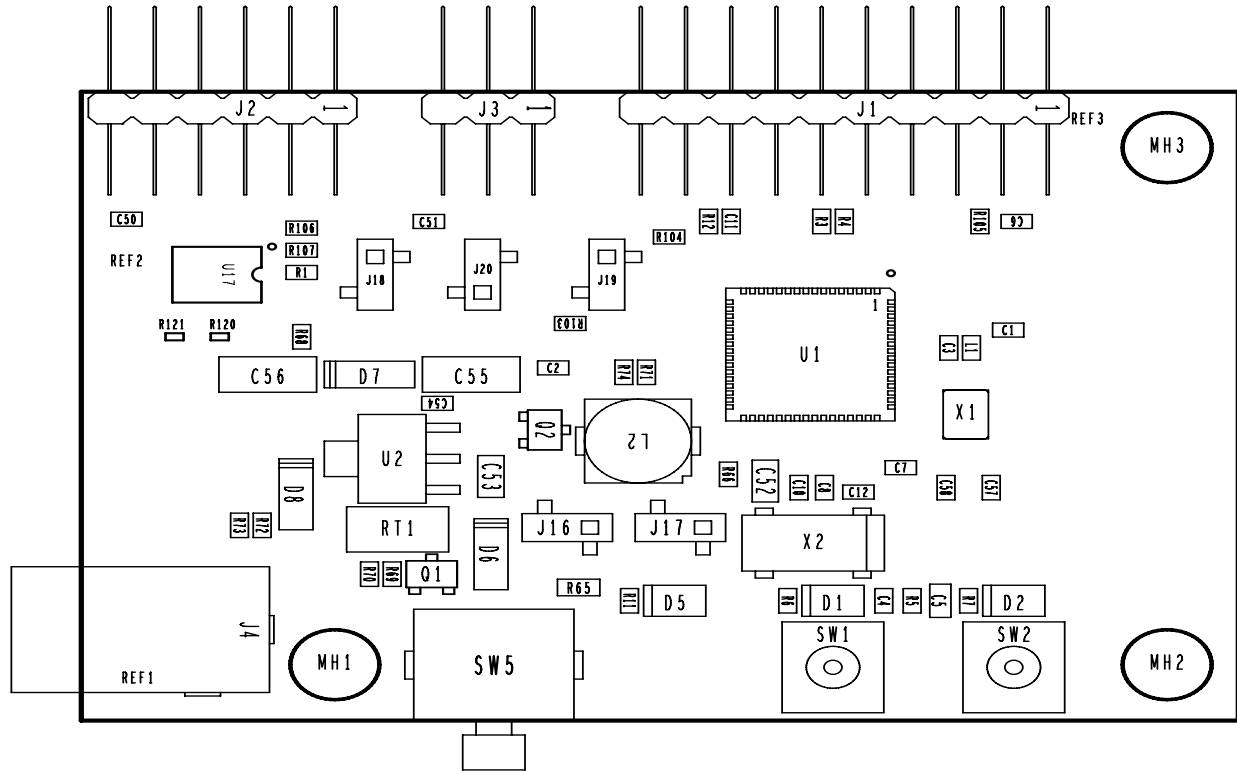 J2
1
J3
1
J1
1
REF3
MH3
C50
R106
R107
R1
C51
R104
R12
C11
R3
R4
R105
C6
REF2
U17
J18
J20
J19
1
R121
R120
R68
R103
C3
L1
C1
U1
C56
D7
C55
C2
R74
R71
C54
X1
Q2
L2
U2
C53
D8
R66
C52
C10
C8
C12
C7
C58
C57
R73
R72
RT1
D6
J16
J17
X2
R70
R69
Q1
R65
R11
D5
R6
D1
C4
R5
C5
R7
D2
J4
REF1
MH1
SW5
SW1
SW2
MH2